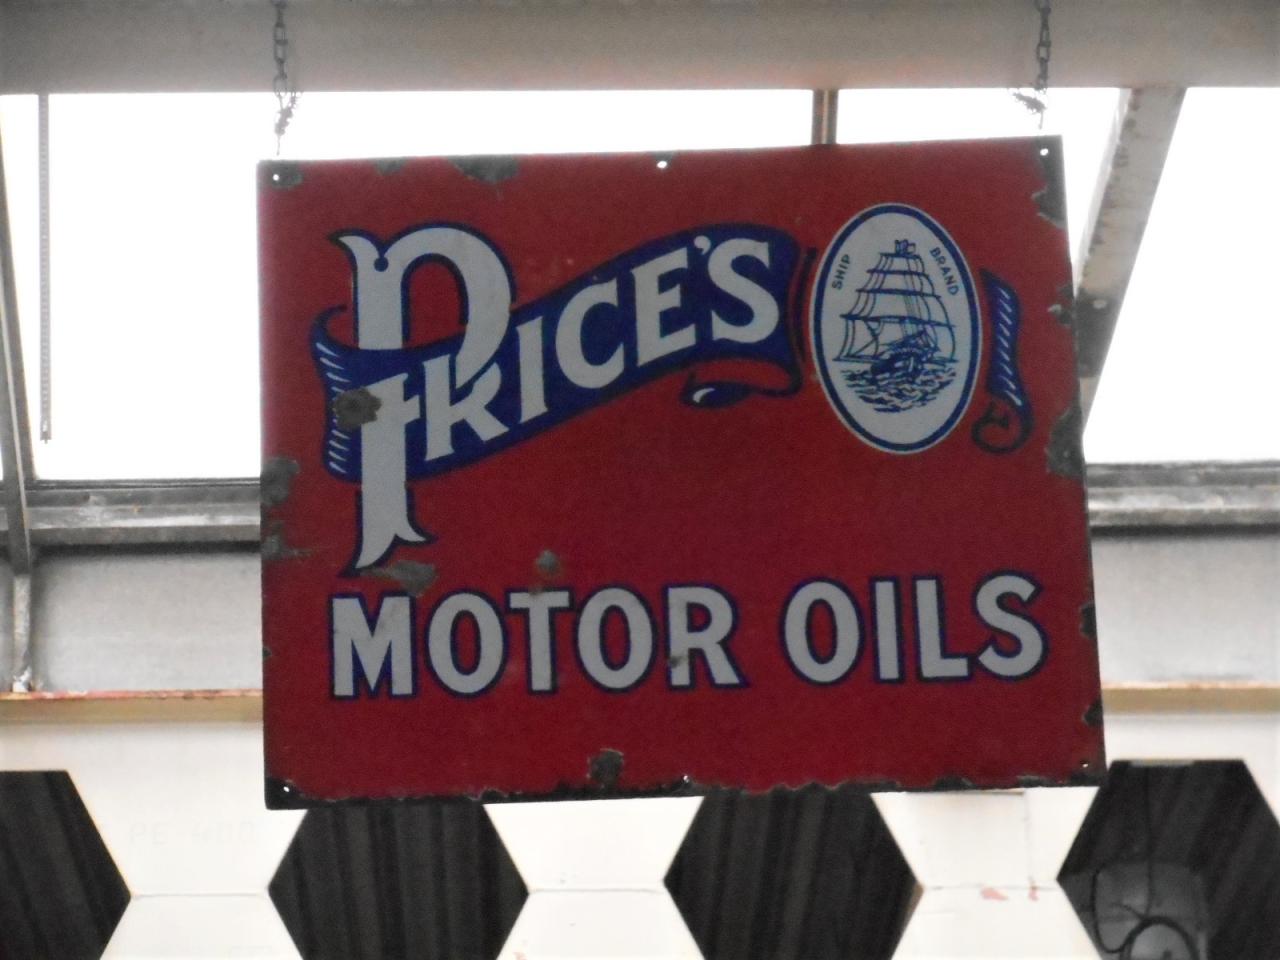 PRICE'S
SHIP BRAND
MOTOR OILS